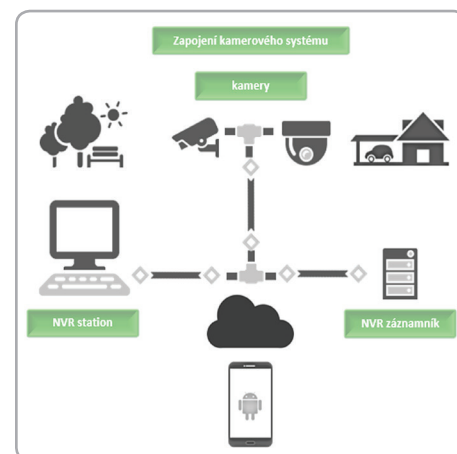 Zapojení kamerového systému
kamery
NVR station
NVR záznamník